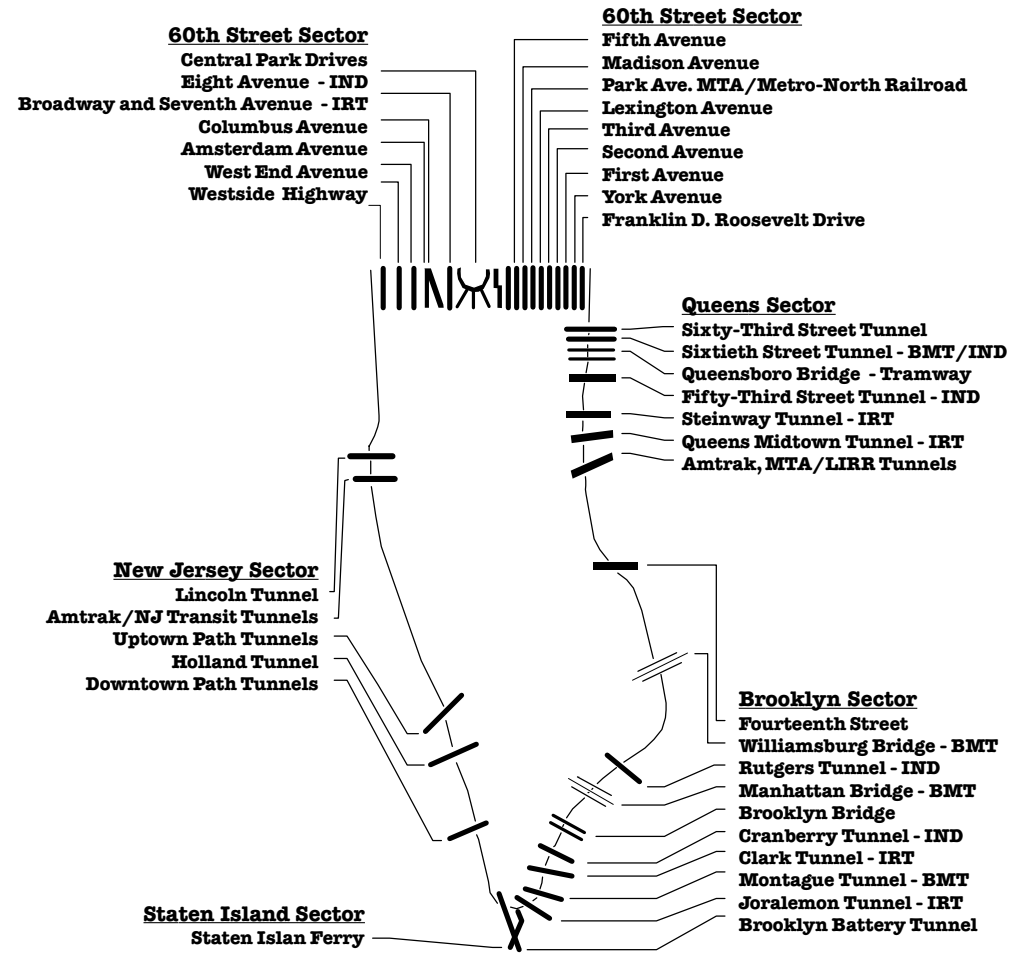 60th Street Sector
Central Park Drives
Eight Avenue - IND
Broadway and Seventh Avenue - IRT
Columbus Avenue
Amsterdam Avenue
West End Avenue
Westside Highway
60th Street Sector
Fifth Avenue
Madison Avenue
Park Ave. MTA/Metro-North Railroad
Lexington Avenue
Third Avenue
Second Avenue
First Avenue
York Avenue
Franklin D. Roosevelt Drive
Queens Sector
Sixty-Third Street Tunnel
Sixtieth Street Tunnel - BMT/IND
Queensboro Bridge - Tramway
Fifty-Third Street Tunnel - IND
Steinway Tunnel - IRT
Queens Midtown Tunnel - IRT
Amtrak, MTA/LIRR Tunnels
New Jersey Sector
Lincoln Tunnel
Amtrak/NJ Transit Tunnels
Uptown Path Tunnels
Holland Tunnel
Downtown Path Tunnels
Brooklyn Sector
Fourteenth Street
Williamsburg Bridge - BMT
Rutgers Tunnel - IND
Manhattan Bridge - BMT
Brooklyn Bridge
Cranberry Tunnel - IND
Clark Tunnel - IRT
Montague Tunnel - BMT
Joralemon Tunnel - IRT
Brooklyn Battery Tunnel
Staten Island Sector
Staten Islan Ferry